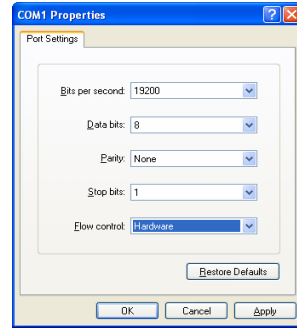 COM1 Properties
Port Settings
Bits per second: 19200
Data bits: 8
Parity: None
Stop bits: 1
Flow control: Hardware
Restore Defaults
OK Cancel Apply